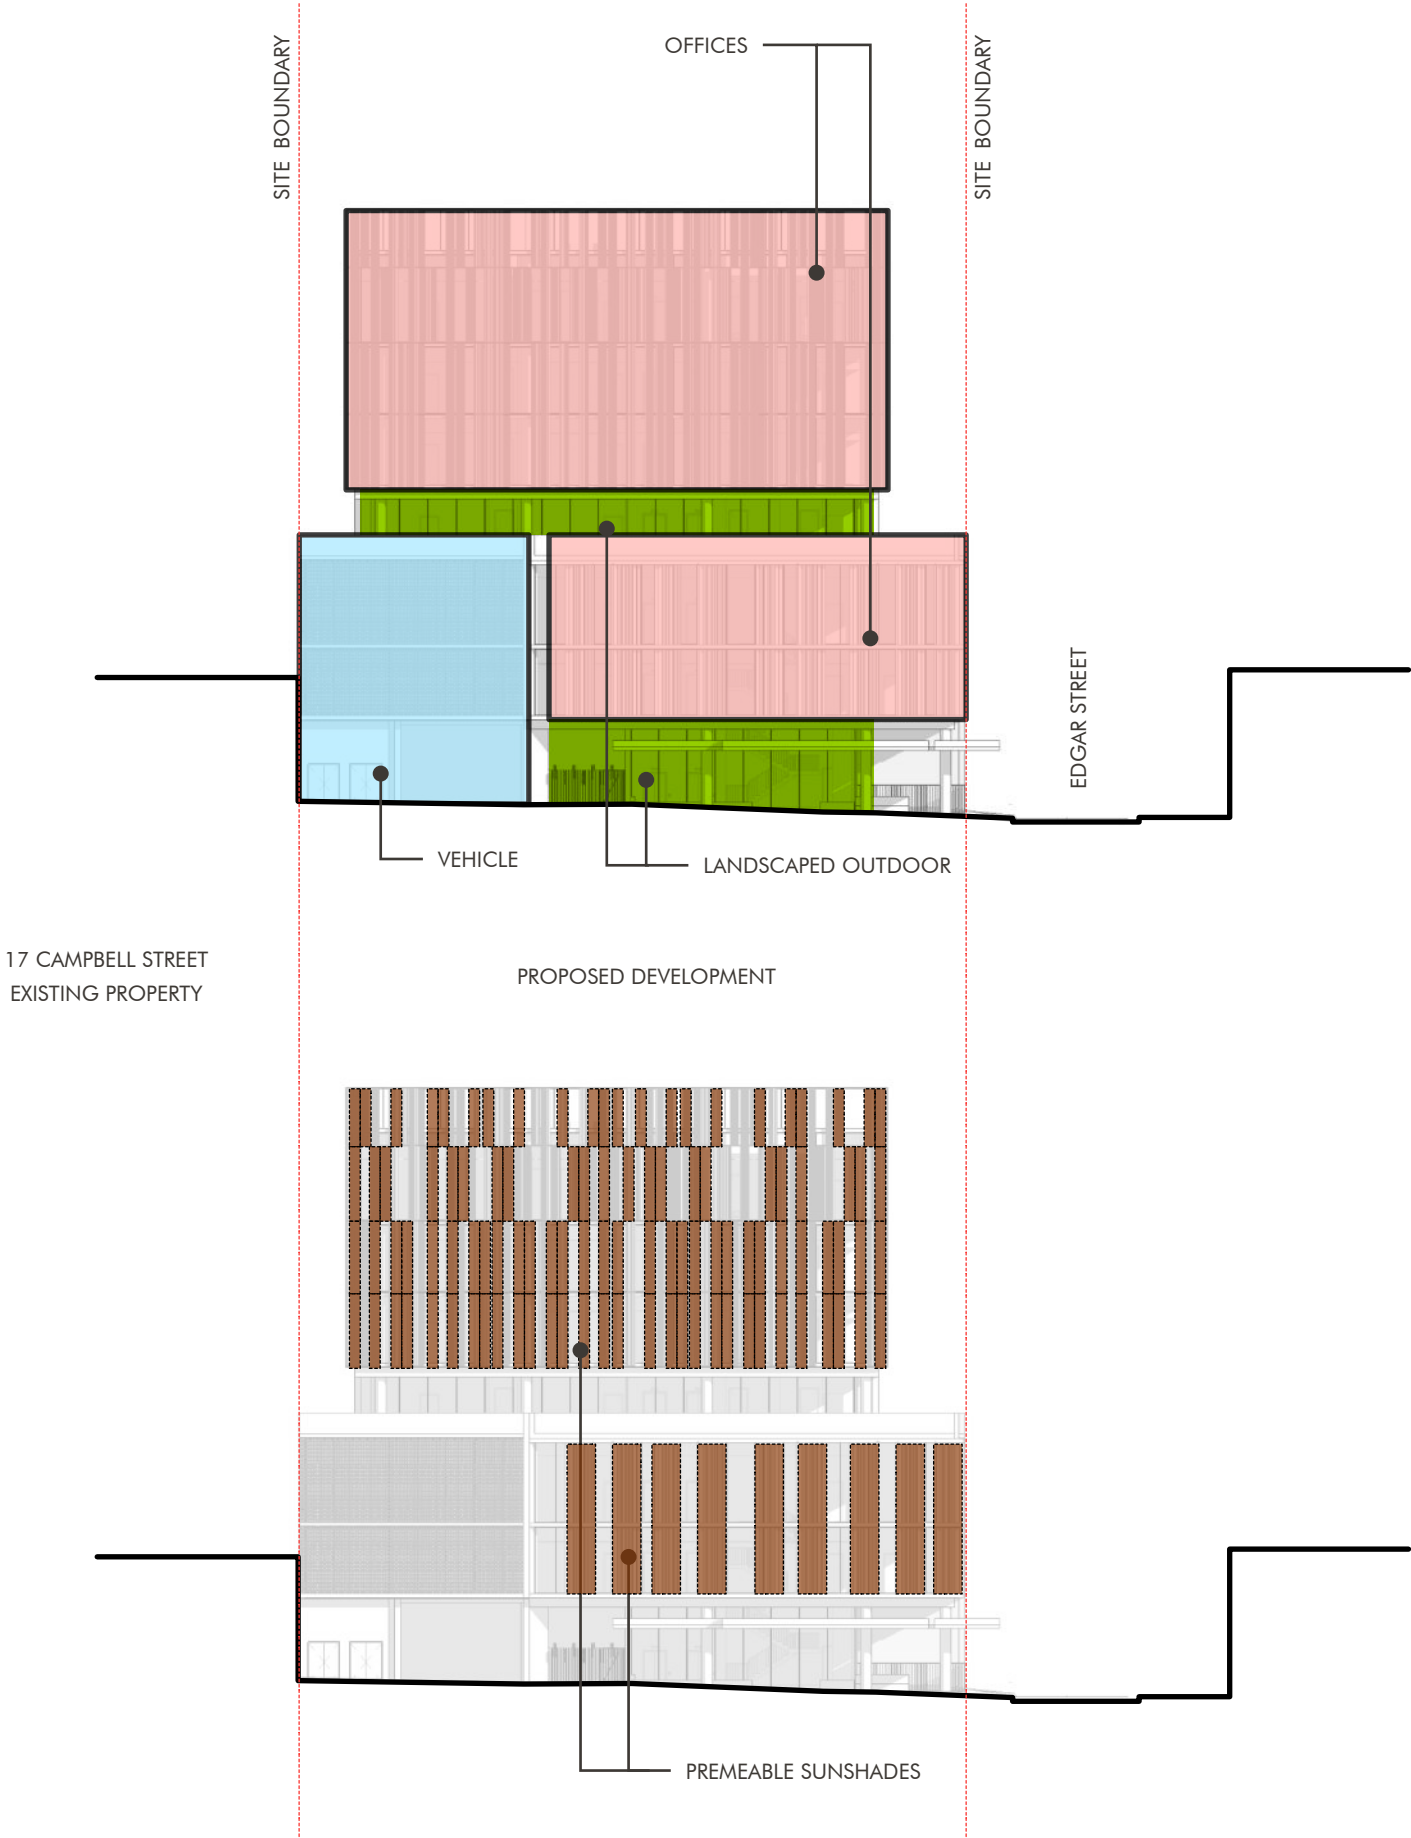 OFFICES
SITE BOUNDARY
SITE BOUNDARY
EDGAR STREET
VEHICLE
LANDSCAPED OUTDOOR
17 CAMPBELL STREET
EXISTING PROPERTY
PROPOSED DEVELOPMENT
PREMEABLE SUNSHADES